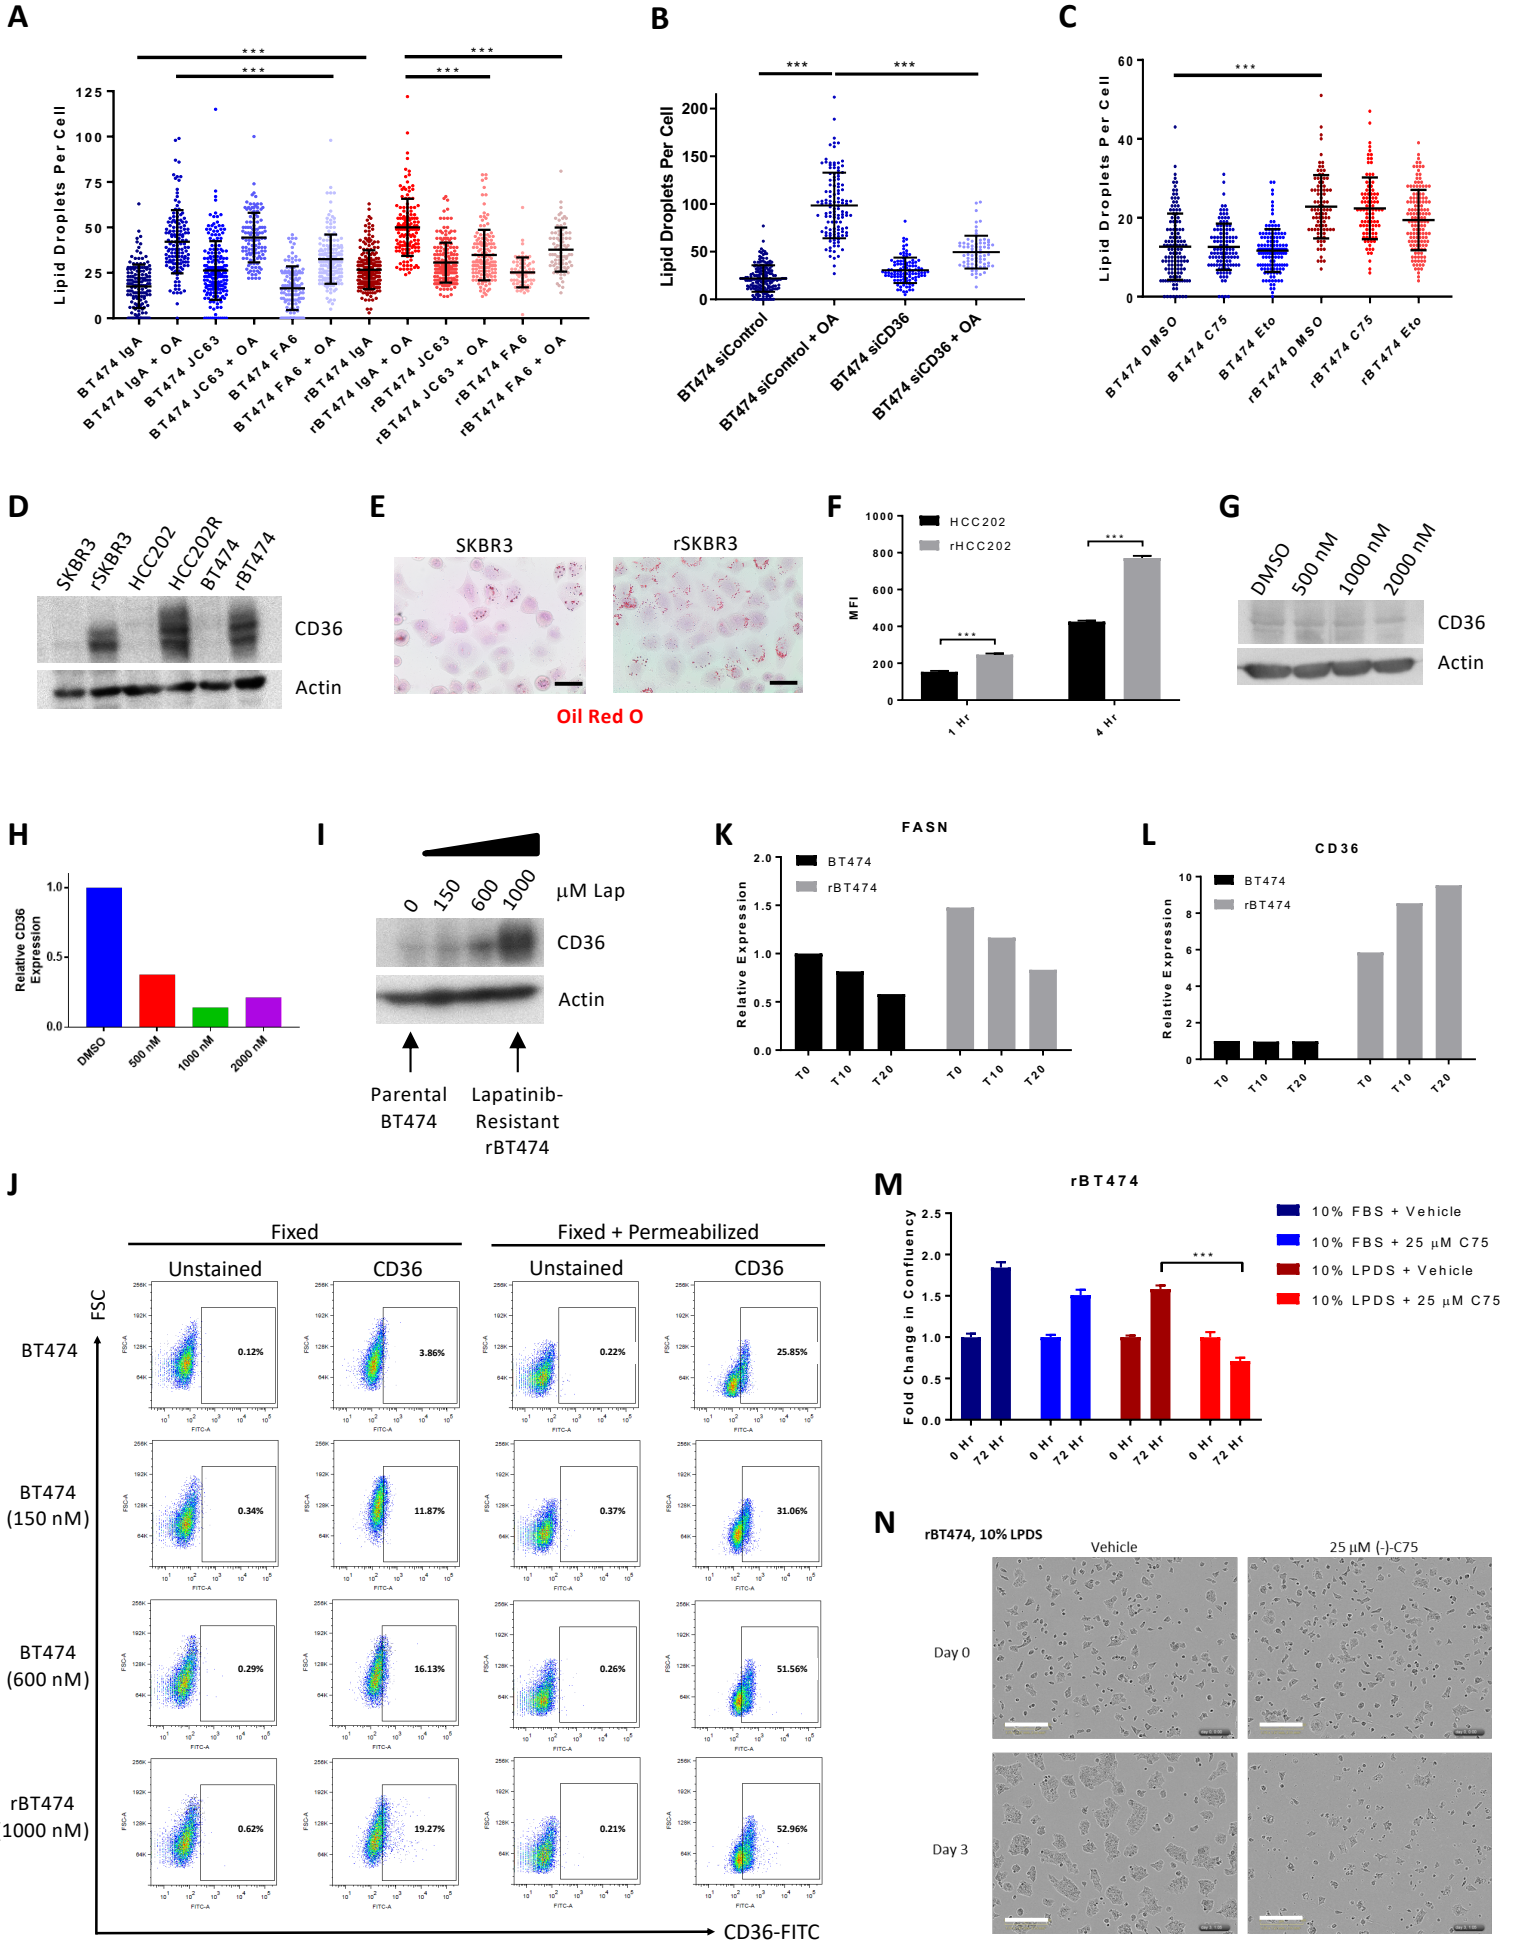 A
Lipid Droplets Per Cell
125
100
75
50
25
0
***
***
***
***
BT474 IgA
BT474 IgA + OA
BT474 JC63
BT474 JC63 + OA
BT474 FA6
BT474 FA6 + OA
rBT474 IgA
rBT474 IgA + OA
rBT474 JC63
rBT474 JC63 + OA
rBT474 FA6
rBT474 FA6 + OA
B
Lipid Droplets Per Cell
200
150
100
50
0
***
***
BT474 siControl
BT474 siControl + OA
BT474 siCD36
BT474 siCD36 + OA
C
Lipid Droplets Per Cell
60
40
20
0
***
BT474 DMSO
BT474 C75
BT474 Eto
rBT474 DMSO
rBT474 C75
rBT474 Eto
D
SKBR3
rSKBR3
HCC202
HCC202R
BT474
rBT474
CD36
Actin
E
SKBR3
rSKBR3
Oil Red O
F
MFI
1000
800
600
400
200
0
HCC202
rHCC202
***
***
1 Hr
4 Hr
G
DMSO
500 nM
1000 nM
2000 nM
CD36
Actin
H
Relative CD36
Expression
1.0
0.5
0.0
DMSO
500 nM
1000 nM
2000 nM
I
0
150
600
1000
μM Lap
CD36
Actin
Parental
BT474
Lapatinib-
Resistant
rBT474
K
FASN
Relative Expression
2.0
1.5
1.0
0.5
0.0
BT474
rBT474
T0
T10
T20
T0
T10
T20
L
CD36
Relative Expression
10
8
6
4
2
0
BT474
rBT474
T0
T10
T20
T0
T10
T20
J
Fixed
Fixed + Permeabilized
Unstained
CD36
Unstained
CD36
FSC
BT474
0.12%
3.86%
0.22%
25.85%
BT474
(150 nM)
0.34%
11.87%
0.37%
31.06%
BT474
(600 nM)
0.29%
16.13%
0.26%
51.56%
rBT474
(1000 nM)
0.62%
19.27%
0.21%
52.96%
CD36-FITC
M
rBT474
Fold Change in Confluency
2.5
2.0
1.5
1.0
0.5
0.0
***
0 Hr
72 Hr
0 Hr
72 Hr
0 Hr
72 Hr
0 Hr
72 Hr
10% FBS + Vehicle
10% FBS + 25 μM C75
10% LPDS + Vehicle
10% LPDS + 25 μM C75
N
rBT474, 10% LPDS
Vehicle
25 μM (-)-C75
Day 0
Day 3